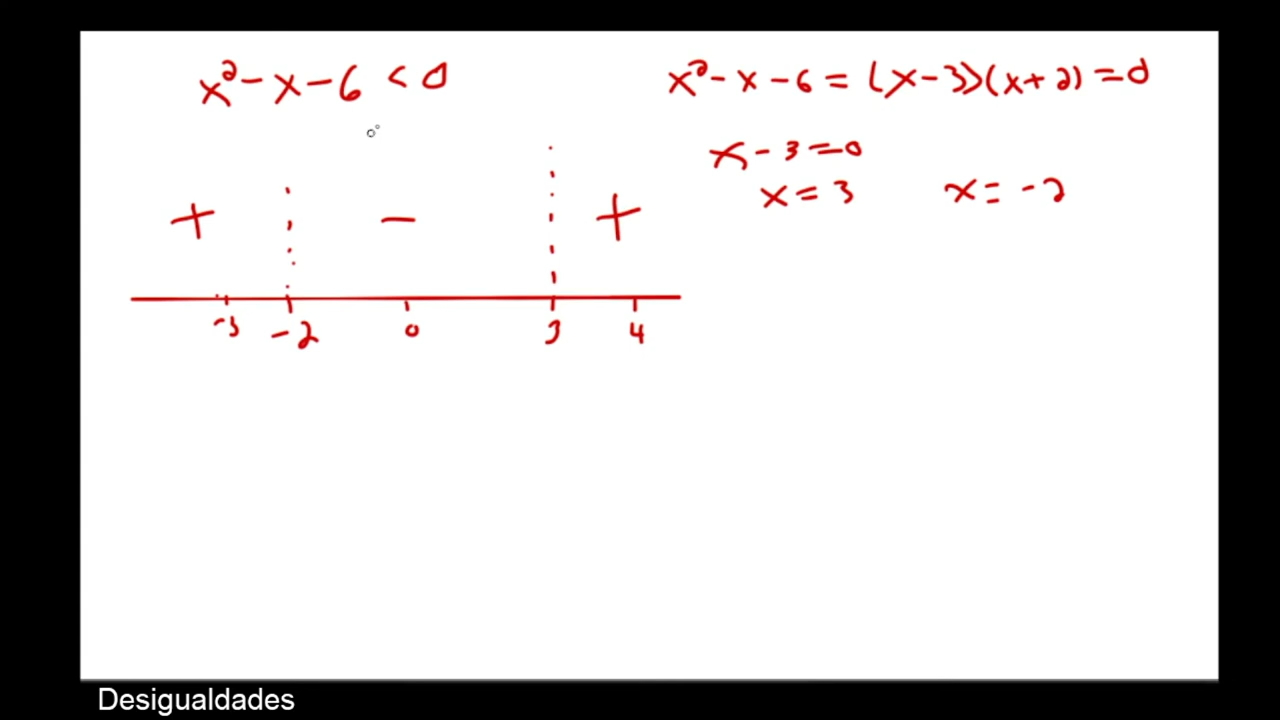 x² - x - 6 < 0
x² - x - 6 = (x - 3)(x + 2) = 0
x - 3 = 0
x = 3
x = -2
+ - +
-3 -2 0 3 4
Desigualdades